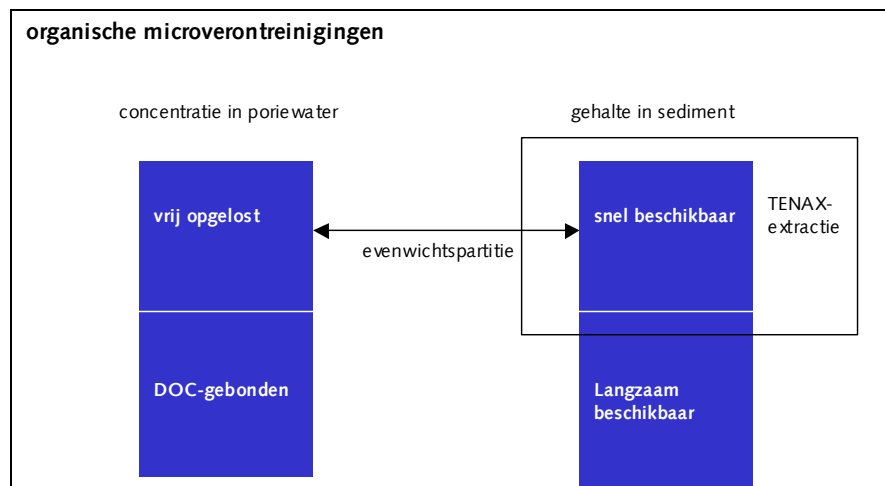 organische microverontreinigingen
concentratie in poriewater
gehalte in sediment
vrij opgelost
snel beschikbaar
TENAX-
extractie
evenwichtspartitie
DOC-gebonden
Langzaam
beschikbaar